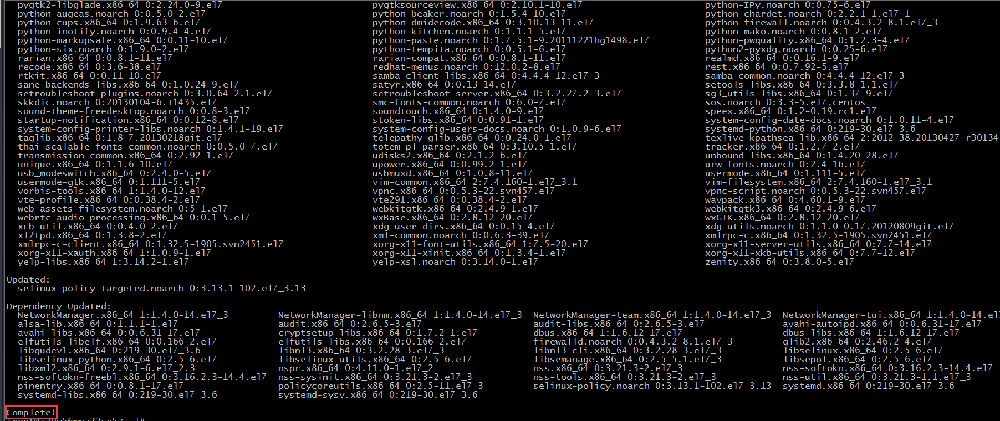 pygtk2-libglade.x86_64 0:2.24.0-9.el7 pygtksourceview.x86_64 0:2.10.1-10.el7 python-IPy.noarch 0:0.75-6.el7
python-augeas.noarch 0:0.5.0-2.el7 python-beaker.noarch 0:1.5.4-10.el7 python-chardet.noarch 0:2.2.1-1.el7_1
python-cups.x86_64 0:1.9.63-6.el7 python-dmidecode.x86_64 0:3.10.13-11.el7 python-firewall.noarch 0:0.4.3.2-8.1.el7_3
python-inotify.noarch 0:0.9.4-4.el7 python-kitchen.noarch 0:1.1.1-5.el7 python-mako.noarch 0:0.8.1-2.el7
python-markupsafe.x86_64 0:0.11-10.el7 python-paste.noarch 0:1.7.5.1-9.20111221hg1498.el7 python-pwquality.x86_64 0:1.2.3-4.el7
python-six.noarch 0:1.9.0-2.el7 python-tempita.noarch 0:0.5.1-6.el7 python2-pyxdg.noarch 0:0.25-6.el7
rarian.x86_64 0:0.8.1-11.el7 rarian-compat.x86_64 0:0.8.1-11.el7 realmd.x86_64 0:0.16.1-9.el7
recode.x86_64 0:3.6-38.el7 redhat-menus.noarch 0:12.0.2-8.el7 rest.x86_64 0:0.7.92-5.el7
rtkit.x86_64 0:0.11-10.el7 samba-client-libs.x86_64 0:4.4.4-12.el7_3 samba-common.noarch 0:4.4.4-12.el7_3
sane-backends-libs.x86_64 0:1.0.24-9.el7 satyr.x86_64 0:0.13-14.el7 setools-libs.x86_64 0:3.3.8-1.1.el7
setroubleshoot-plugins.noarch 0:3.0.64-2.1.el7 setroubleshoot-server.x86_64 0:3.2.27.2-3.el7 sg3_utils-libs.x86_64 0:1.37-9.el7
skkdic.noarch 0:20130104-6.T1435.el7 smc-fonts-common.noarch 0:6.0-7.el7 sos.noarch 0:3.3-5.el7.centos
sound-theme-freedesktop.noarch 0:0.8-3.el7 soundtouch.x86_64 0:1.4.0-9.el7 speex.x86_64 0:1.2-0.19.rc1.el7
startup-notification.x86_64 0:0.12-8.el7 stoken-libs.x86_64 0:0.91-1.el7 system-config-date-docs.noarch 0:1.0.11-4.el7
system-config-printer-libs.noarch 0:1.4.1-19.el7 system-config-users-docs.noarch 0:1.0.9-6.el7 systemd-python.x86_64 0:219-30.el7_3.6
taglib.x86_64 0:1.8-7.20130218git.el7 telepathy-glib.x86_64 0:0.24.0-1.el7 texlive-kpathsea-lib.x86_64 2:2012-38.20130427_r30134
thai-scalable-fonts-common.noarch 0:0.5.0-7.el7 totem-pl-parser.x86_64 0:3.10.5-1.el7 tracker.x86_64 0:1.2.7-2.el7
transmission-common.x86_64 0:2.92-1.el7 udisks2.x86_64 0:2.1.2-6.el7 unbound-libs.x86_64 0:1.4.20-28.el7
unique.x86_64 0:1.1.6-10.el7 upower.x86_64 0:0.99.2-1.el7 urw-fonts.noarch 0:2.4-16.el7
usb_modeswitch.x86_64 0:2.4.0-5.el7 usbmuxd.x86_64 0:1.0.8-11.el7 usermode.x86_64 0:1.111-5.el7
usermode-gtk.x86_64 0:1.111-5.el7 vim-common.x86_64 2:7.4.160-1.el7_3.1 vim-filesystem.x86_64 2:7.4.160-1.el7_3.1
vorbis-tools.x86_64 1:1.4.0-12.el7 vpnc.x86_64 0:0.5.3-22.svn457.el7 vpnc-script.noarch 0:0.5.3-22.svn457.el7
vte-profile.x86_64 0:0.38.4-2.el7 vte291.x86_64 0:0.38.4-2.el7 wavpack.x86_64 0:4.60.1-9.el7
web-assets-filesystem.noarch 0:5-1.el7 webkitgtk.x86_64 0:2.4.9-1.el7 webkitgtk3.x86_64 0:2.4.9-6.el7
webrtc-audio-processing.x86_64 0:0.1-5.el7 wxBase.x86_64 0:2.8.12-20.el7 wxGTK.x86_64 0:2.8.12-20.el7
xcb-util.x86_64 0:0.4.0-2.el7 xdg-user-dirs.x86_64 0:0.15-4.el7 xdg-utils.noarch 0:1.1.0-0.17.20120809git.el7
xl2tpd.x86_64 0:1.3.8-2.el7 xml-common.noarch 0:0.6.3-39.el7 xmlrpc-c.x86_64 0:1.32.5-1905.svn2451.el7
xmlrpc-c-client.x86_64 0:1.32.5-1905.svn2451.el7 xorg-x11-font-utils.x86_64 1:7.5-20.el7 xorg-x11-server-utils.x86_64 0:7.7-14.el7
xorg-x11-xauth.x86_64 1:1.0.9-1.el7 xorg-x11-xinit.x86_64 0:1.3.4-1.el7 xorg-x11-xkb-utils.x86_64 0:7.7-12.el7
yelp-libs.x86_64 1:3.14.2-1.el7 yelp-xsl.noarch 0:3.14.0-1.el7 zenity.x86_64 0:3.8.0-5.el7
Updated:
selinux-policy-targeted.noarch 0:3.13.1-102.el7_3.13
Dependency Updated:
NetworkManager.x86_64 1:1.4.0-14.el7_3 NetworkManager-libnm.x86_64 1:1.4.0-14.el7_3 NetworkManager-team.x86_64 1:1.4.0-14.el7_3 NetworkManager-tui.x86_64 1:1.4.0-14.el7
alsa-lib.x86_64 0:1.1.1-1.el7 audit.x86_64 0:2.6.5-3.el7 audit-libs.x86_64 0:2.6.5-3.el7 avahi-autoipd.x86_64 0:0.6.31-17.el7
avahi-libs.x86_64 0:0.6.31-17.el7 cryptsetup-libs.x86_64 0:1.7.2-1.el7 dbus.x86_64 1:1.6.12-17.el7 dbus-libs.x86_64 1:1.6.12-17.el7
elfutils-libelf.x86_64 0:0.166-2.el7 elfutils-libs.x86_64 0:0.166-2.el7 firewalld.noarch 0:0.4.3.2-8.1.el7_3 glib2.x86_64 0:2.46.2-4.el7
libgudev1.x86_64 0:219-30.el7_3.6 libnl3.x86_64 0:3.2.28-3.el7_3 libnl3-cli.x86_64 0:3.2.28-3.el7_3 libselinux.x86_64 0:2.5-6.el7
libselinux-python.x86_64 0:2.5-6.el7 libselinux-utils.x86_64 0:2.5-6.el7 libsemanage.x86_64 0:2.5-5.1.el7_3 libsepol.x86_64 0:2.5-6.el7
libxml2.x86_64 0:2.9.1-6.el7_2.3 nspr.x86_64 0:4.11.0-1.el7_2 nss.x86_64 0:3.21.3-2.el7_3 nss-softokn.x86_64 0:3.16.2.3-14.4.el7
nss-softokn-freebl.x86_64 0:3.16.2.3-14.4.el7 nss-sysinit.x86_64 0:3.21.3-2.el7_3 nss-tools.x86_64 0:3.21.3-2.el7_3 nss-util.x86_64 0:3.21.3-1.1.el7_3
pinentry.x86_64 0:0.8.1-17.el7 policycoreutils.x86_64 0:2.5-11.el7_3 selinux-policy.noarch 0:3.13.1-102.el7_3.13 systemd.x86_64 0:219-30.el7_3.6
systemd-libs.x86_64 0:219-30.el7_3.6 systemd-sysv.x86_64 0:219-30.el7_3.6
Complete!